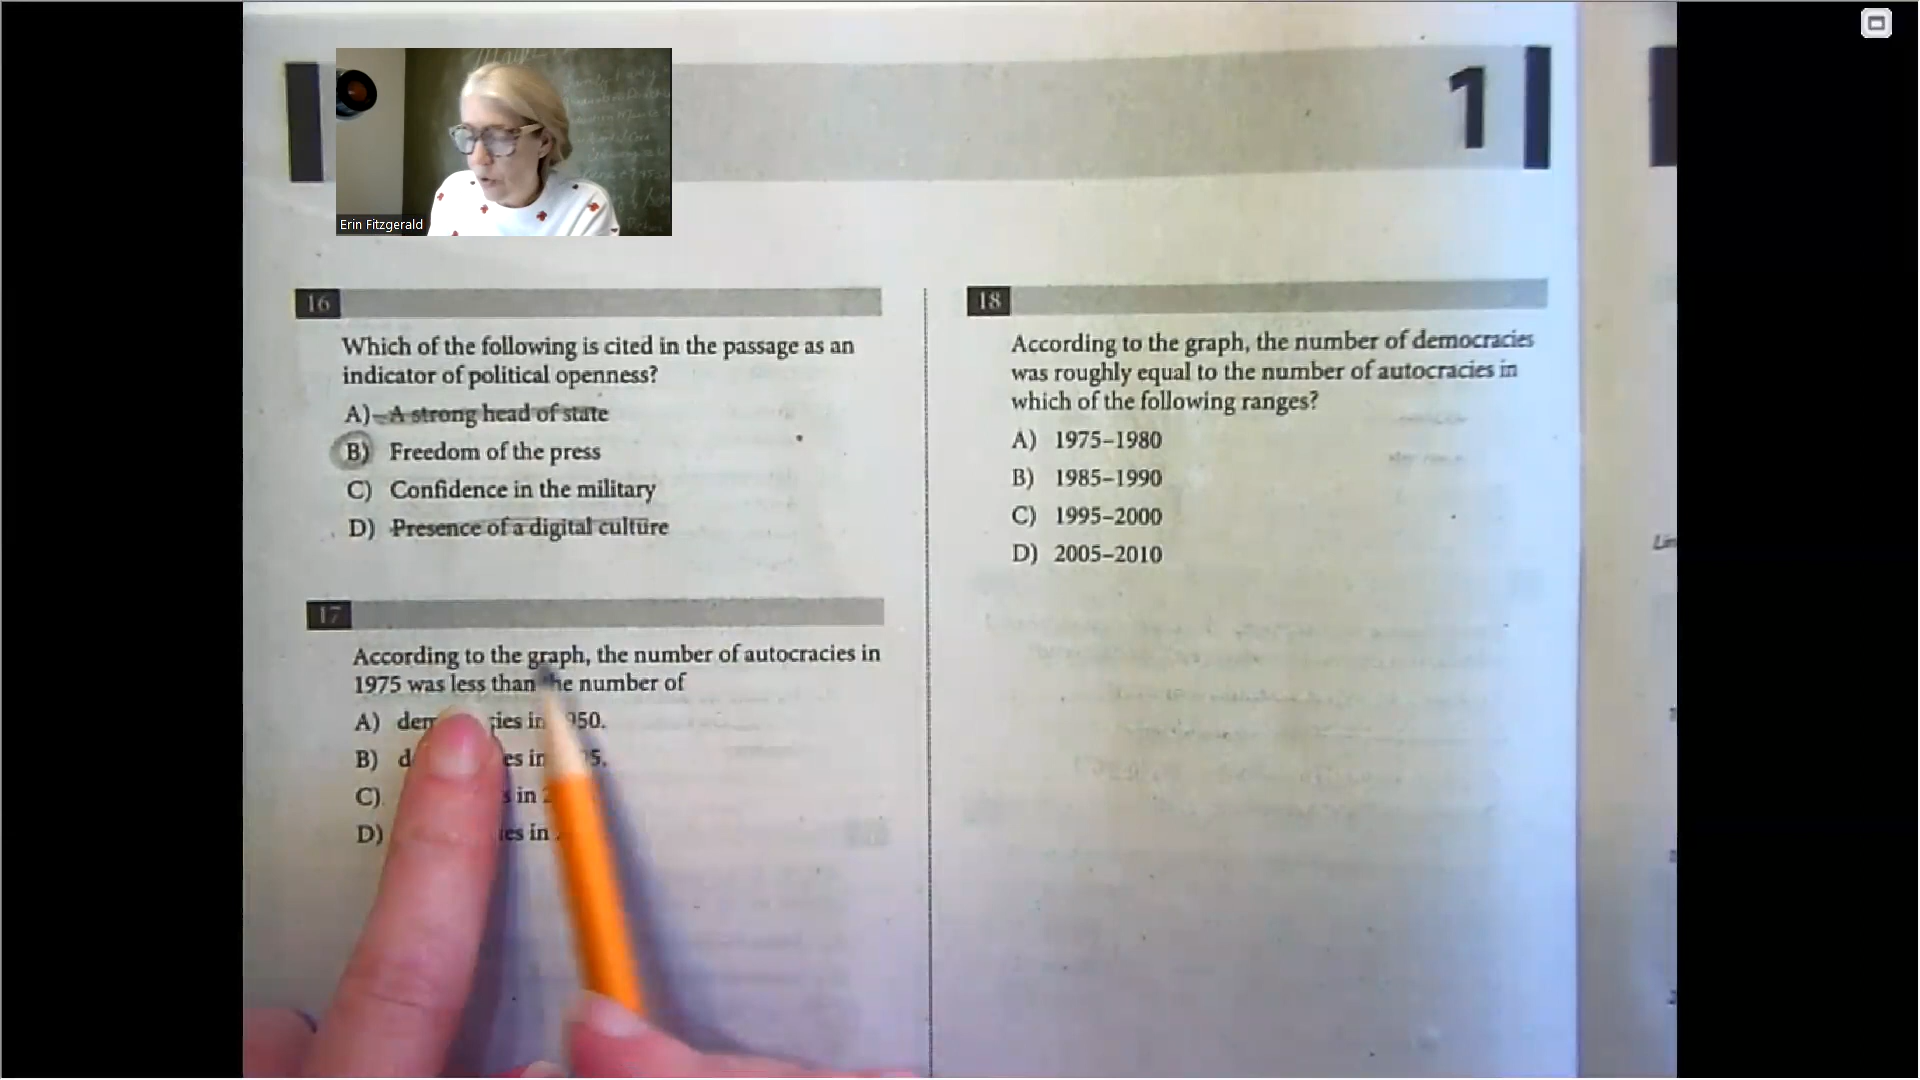 1
Erin Fitzgerald
16
Which of the following is cited in the passage as an
indicator of political openness?
A) A strong head of state
B) Freedom of the press
C) Confidence in the military
D) Presence of a digital culture
17
According to the graph, the number of autocracies in
1975 was less than the number of
A) in
B) in
C) in
D) in
18
According to the graph, the number of democracies
was roughly equal to the number of autocracies in
which of the following ranges?
A) 1975–1980
B) 1985–1990
C) 1995–2000
D) 2005–2010